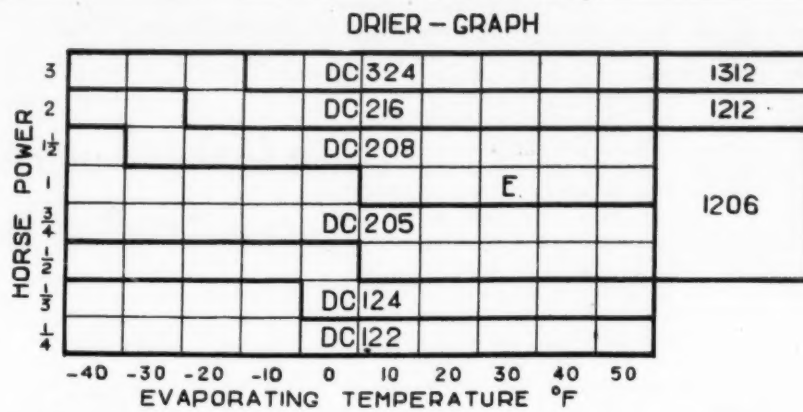 DRIER - GRAPH
3 DC 324 1312
2 DC 216 1212
1½ DC 208
1 E.
¾ DC 205 1206
½
⅓ DC 124
¼ DC 122
HORSE POWER
-40 -30 -20 -10 0 10 20 30 40 50
EVAPORATING TEMPERATURE °F